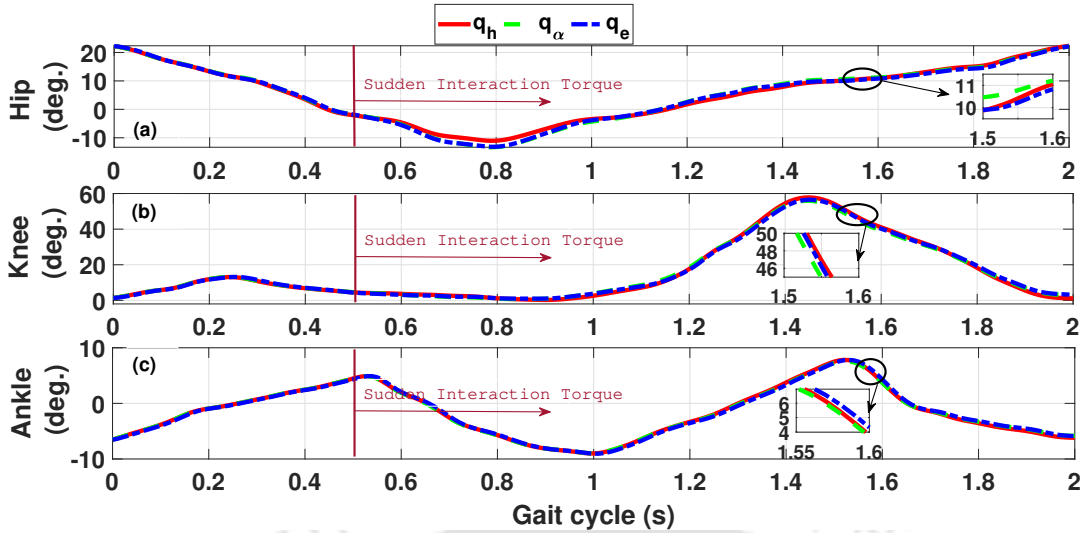 q_h q_α q_e
Hip
(deg.)
20
10
0
-10
(a)
Sudden Interaction Torque
11
10
1.5 1.6
0 0.2 0.4 0.6 0.8 1 1.2 1.4 1.6 1.8 2
Knee
(deg.)
60
40
20
0
(b)
Sudden Interaction Torque
50
48
46
1.5 1.6
0 0.2 0.4 0.6 0.8 1 1.2 1.4 1.6 1.8 2
Ankle
(deg.)
10
0
-10
(c)
Sudden Interaction Torque
6
5
4
1.55 1.6
0 0.2 0.4 0.6 0.8 1 1.2 1.4 1.6 1.8 2
Gait cycle (s)